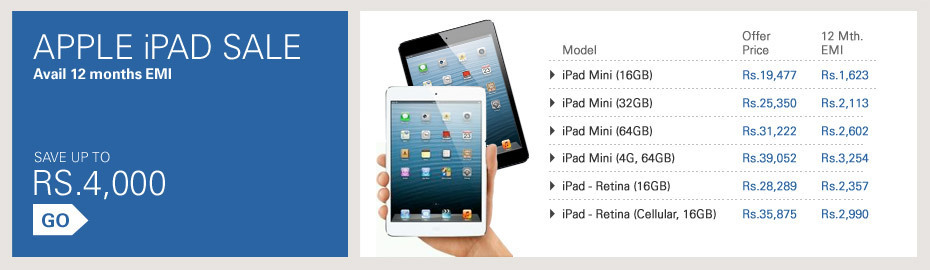 APPLE iPAD SALE
Avail 12 months EMI
SAVE UP TO
RS.4,000
GO
Model Offer Price 12 Mth. EMI
iPad Mini (16GB) Rs.19,477 Rs.1,623
iPad Mini (32GB) Rs.25,350 Rs.2,113
iPad Mini (64GB) Rs.31,222 Rs.2,602
iPad Mini (4G, 64GB) Rs.39,052 Rs.3,254
iPad - Retina (16GB) Rs.28,289 Rs.2,357
iPad - Retina (Cellular, 16GB) Rs.35,875 Rs.2,990